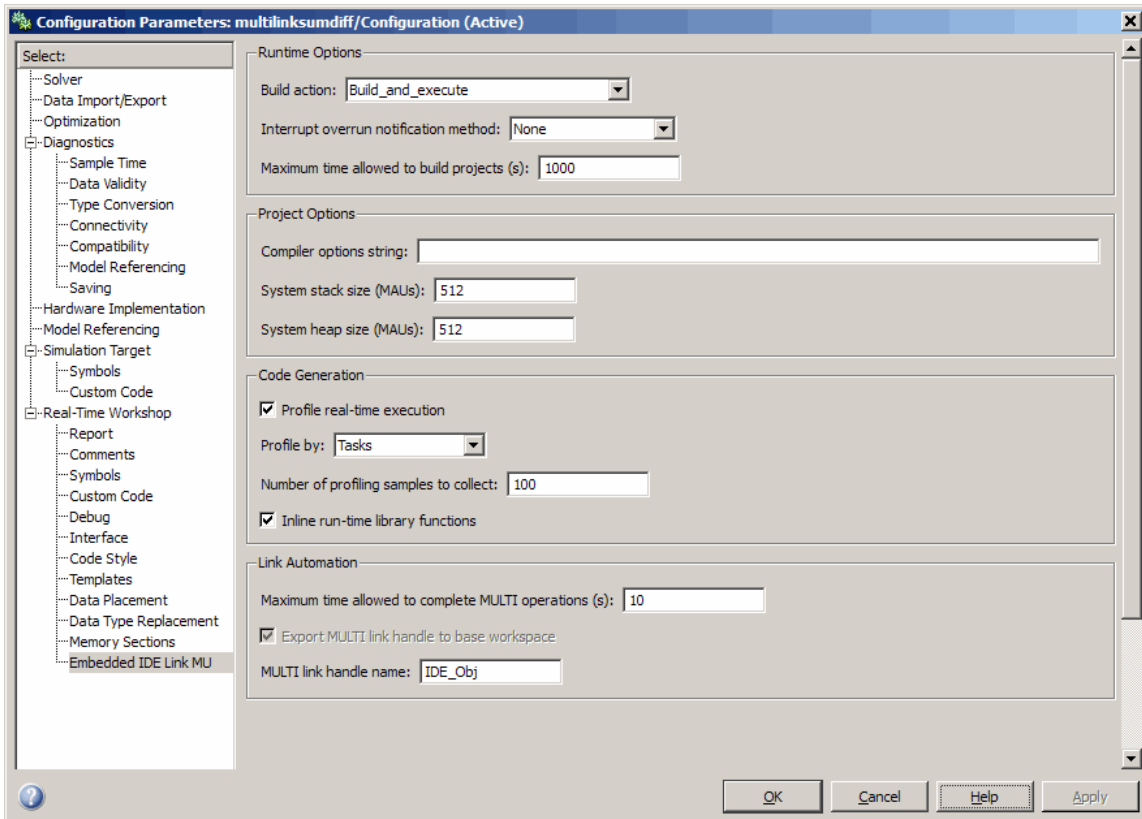 Configuration Parameters: multilinksumdiff/Configuration (Active)
Select:
Solver
Data Import/Export
Optimization
Diagnostics
Sample Time
Data Validity
Type Conversion
Connectivity
Compatibility
Model Referencing
Saving
Hardware Implementation
Model Referencing
Simulation Target
Symbols
Custom Code
Real-Time Workshop
Report
Comments
Symbols
Custom Code
Debug
Interface
Code Style
Templates
Data Placement
Data Type Replacement
Memory Sections
Embedded IDE Link MU
Runtime Options
Build action: Build_and_execute
Interrupt overrun notification method: None
Maximum time allowed to build projects (s): 1000
Project Options
Compiler options string:
System stack size (MAUs): 512
System heap size (MAUs): 512
Code Generation
Profile real-time execution
Profile by: Tasks
Number of profiling samples to collect: 100
Inline run-time library functions
Link Automation
Maximum time allowed to complete MULTI operations (s): 10
Export MULTI link handle to base workspace
MULTI link handle name: IDE_Obj
OK Cancel Help Apply